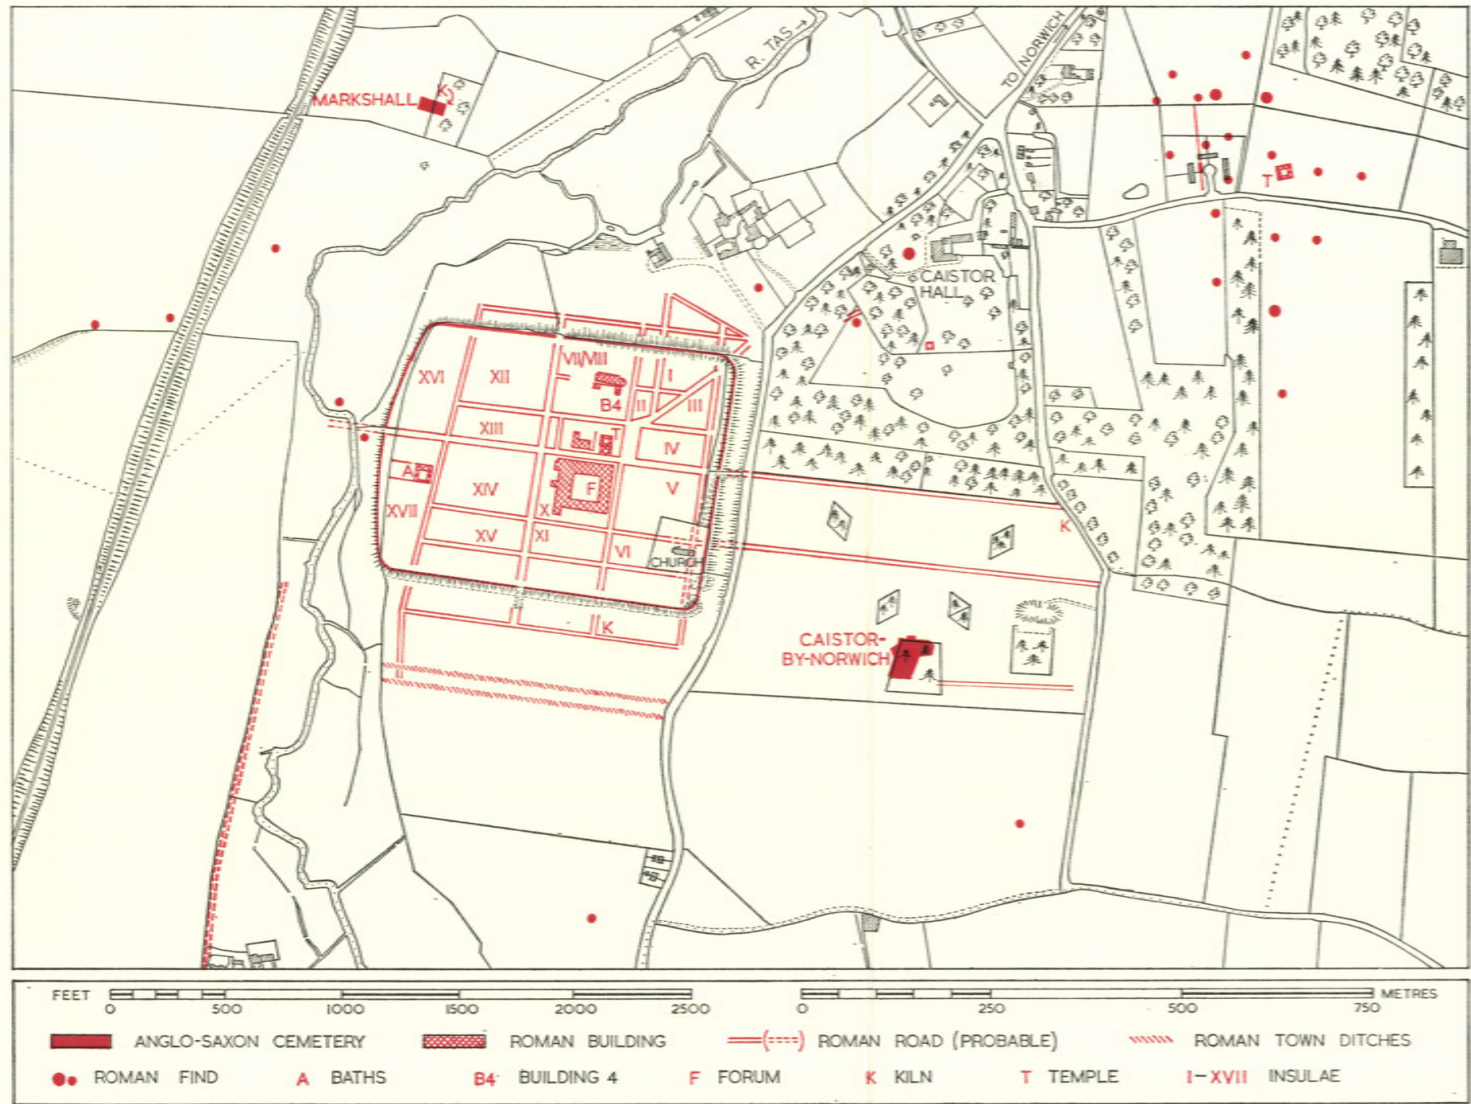 R. TAS →
TO NORWICH
MARKSHALL
K
T
CAISTOR
HALL
XVI
XII
VII/VIII
I
B4
II
III
XIII
T
IV
A
XIV
F
V
XVII
X
XV
XI
VI
CHURCH
K
K
CAISTOR-
BY-NORWICH
FEET 0 500 1000 1500 2000 2500 0 250 500 750 METRES
ANGLO-SAXON CEMETERY ROMAN BUILDING ROMAN ROAD (PROBABLE) ROMAN TOWN DITCHES
ROMAN FIND A BATHS B4 BUILDING 4 F FORUM K KILN T TEMPLE I-XVII INSULAE